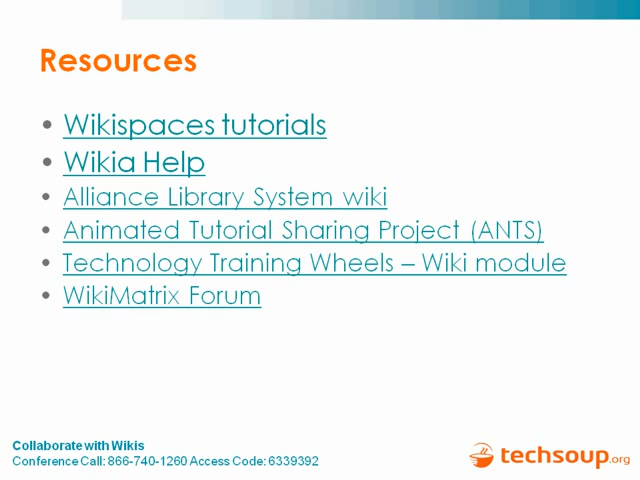 Resources
• Wikispaces tutorials
• Wikia Help
• Alliance Library System wiki
• Animated Tutorial Sharing Project (ANTS)
• Technology Training Wheels – Wiki module
• WikiMatrix Forum
Collaborate with Wikis
Conference Call: 866-740-1260 Access Code: 6339392
techsoup.org